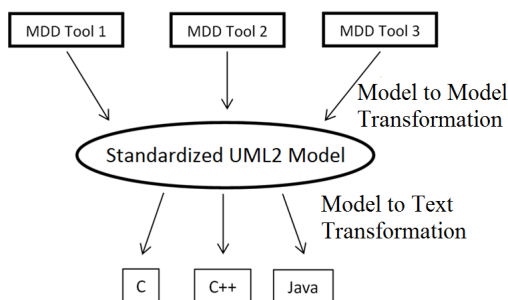 MDD Tool 1
MDD Tool 2
MDD Tool 3
Model to Model
Transformation
Standardized UML2 Model
Model to Text
Transformation
C
C++
Java